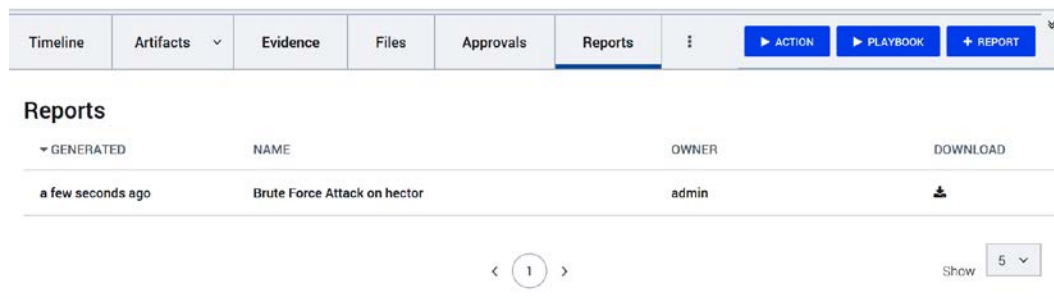 Timeline Artifacts Evidence Files Approvals Reports ACTION PLAYBOOK + REPORT
Reports
GENERATED NAME OWNER DOWNLOAD
a few seconds ago Brute Force Attack on hector admin
< 1 > Show 5